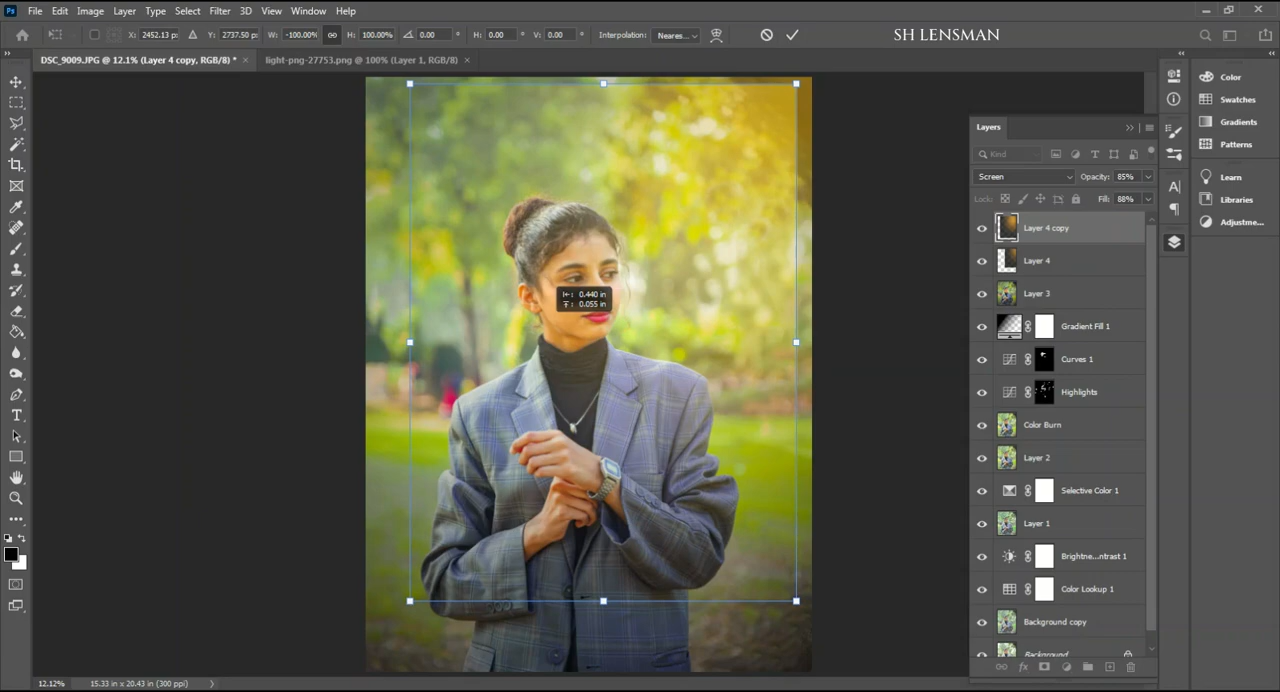 Ps File Edit Image Layer Type Select Filter 3D View Window Help
X: 2452.13 p: Y: 2737.50 p: W: -100.00% H: 100.00% 0.00 ° H: 0.00 ° V: 0.00 ° Interpolation: Neares...
SH LENSMAN
DSC_9009.JPG @ 12.1% (Layer 4 copy, RGB/8) * ×
light-png-27753.png @ 100% (Layer 1, RGB/8) ×
Layers
Kind
Screen Opacity: 85%
Lock: Fill: 88%
Layer 4 copy
Layer 4
Layer 3
Gradient Fill 1
Curves 1
Highlights
Color Burn
Layer 2
Selective Color 1
Layer 1
Brightne...ntrast 1
Color Lookup 1
Background copy
Background
fx
Color
Swatches
Gradients
Patterns
Learn
Libraries
Adjustme...
0.440 in
0.055 in
12.12% 15.33 in x 20.43 in (300 ppi)